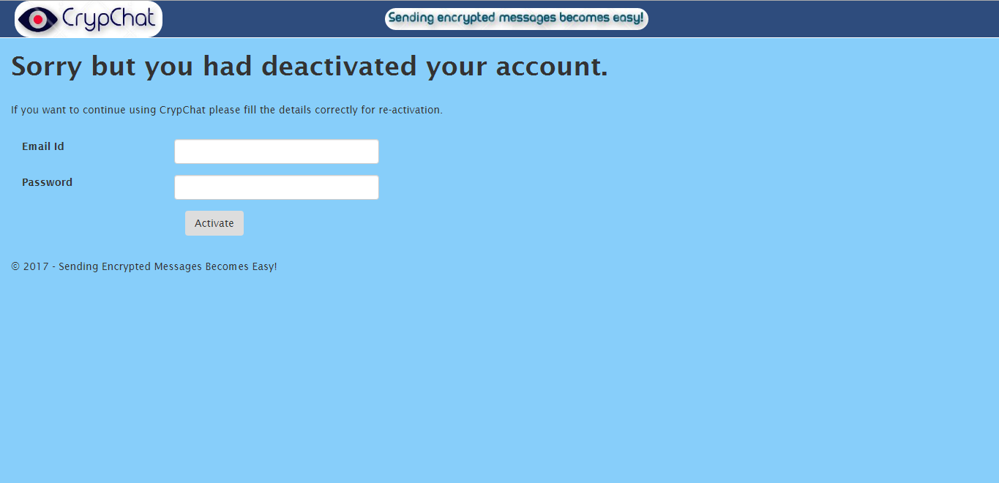 CrypChat
Sending encrypted messages becomes easy!
Sorry but you had deactivated your account.
If you want to continue using CrypChat please fill the details correctly for re-activation.
Email Id
Password
Activate
© 2017 - Sending Encrypted Messages Becomes Easy!